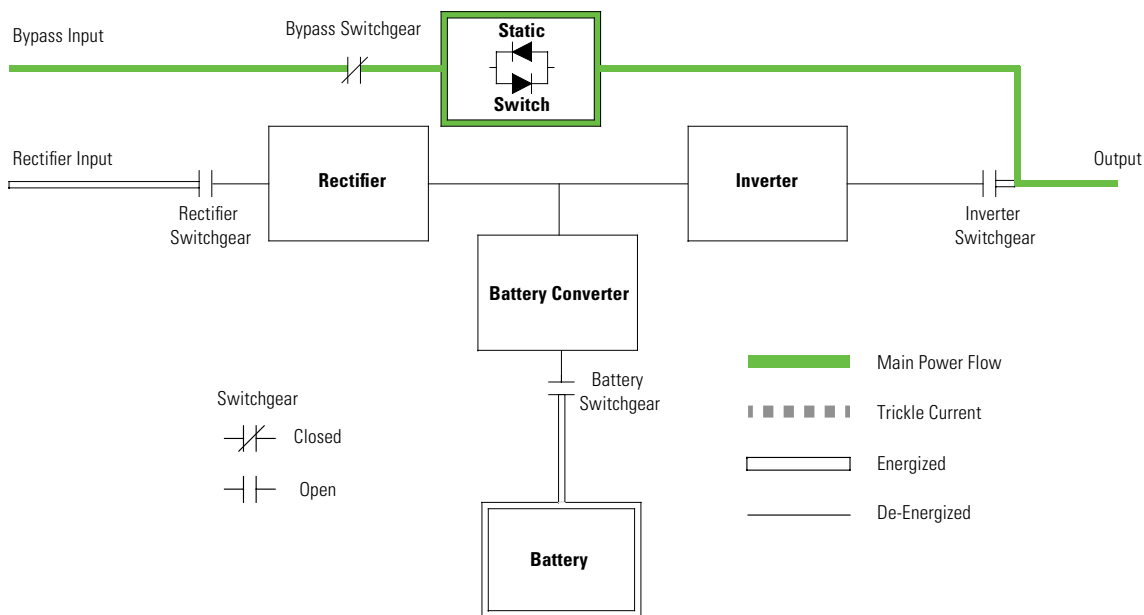 Bypass Input
Bypass Switchgear
Static
Switch
Rectifier Input
Rectifier
Inverter
Output
Rectifier
Switchgear
Inverter
Switchgear
Battery Converter
Battery
Switchgear
Switchgear
Closed
Open
Main Power Flow
Trickle Current
Energized
De-Energized
Battery